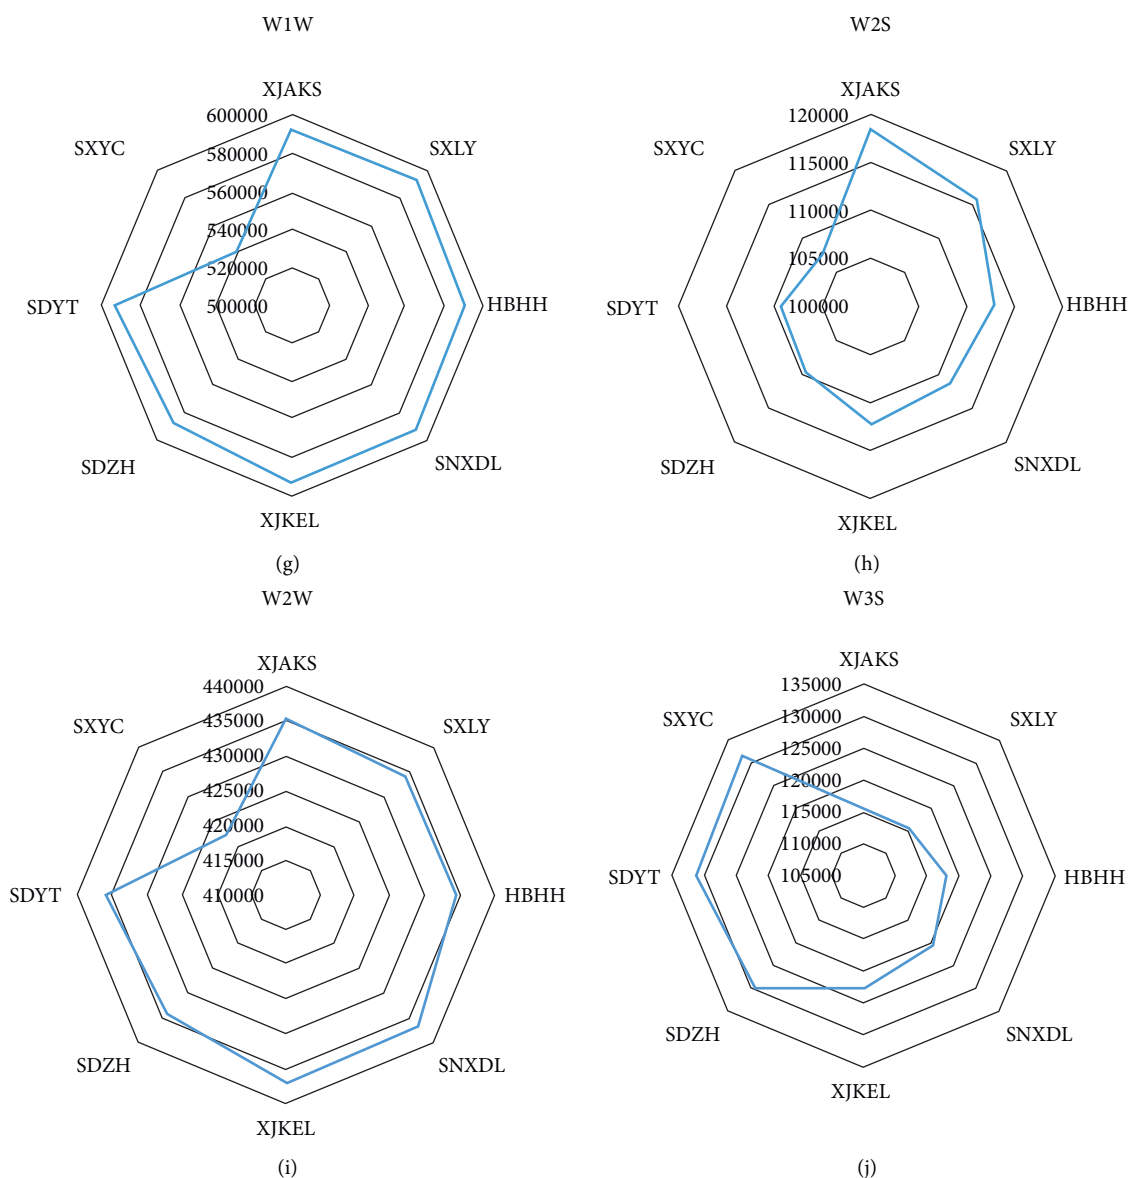 W1W
XJAKS
600000
SXYC
SXLY
580000
560000
540000
520000
SDYT
500000
HBHH
SDZH
SNXDL
XJKEL
(g)
W2S
XJAKS
120000
SXYC
SXLY
115000
110000
105000
SDYT
100000
HBHH
SDZH
SNXDL
XJKEL
(h)
W2W
XJAKS
440000
SXYC
435000
SXLY
430000
425000
420000
415000
SDYT
410000
HBHH
SDZH
SNXDL
XJKEL
(i)
W3S
XJAKS
135000
SXYC
SXLY
130000
125000
120000
115000
110000
SDYT
105000
HBHH
SDZH
SNXDL
XJKEL
(j)